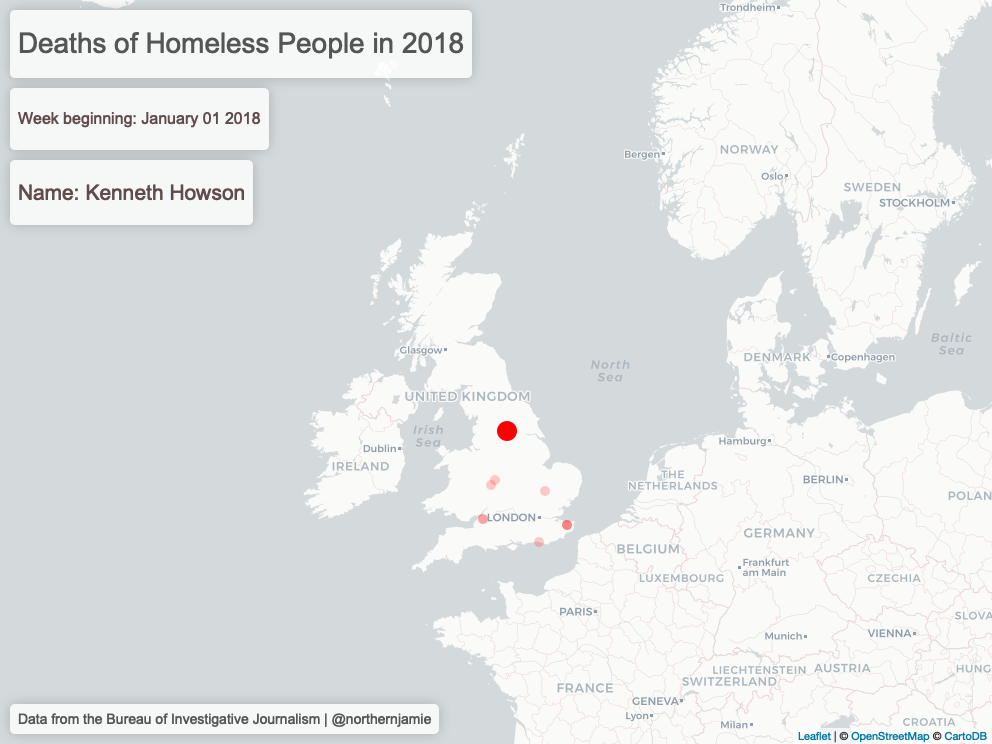 Deaths of Homeless People in 2018
Week beginning: January 01 2018
Name: Kenneth Howson
Trondheim
Bergen
NORWAY
Oslo
SWEDEN
STOCKHOLM
Glasgow
North
Sea
DENMARK
Copenhagen
Baltic
Sea
UNITED KINGDOM
Irish
Sea
Dublin
IRELAND
Hamburg
THE
NETHERLANDS
BERLIN
POLAN
LONDON
BELGIUM
GERMANY
Frankfurt
am Main
LUXEMBOURG
CZECHIA
PARIS
SLOVA
Munich
VIENNA
LIECHTENSTEIN
AUSTRIA
HUNG
SWITZERLAND
FRANCE
GENEVA
Lyon
Milan
CROATIA
Data from the Bureau of Investigative Journalism | @northernjamie
Leaflet | © OpenStreetMap © CartoDB